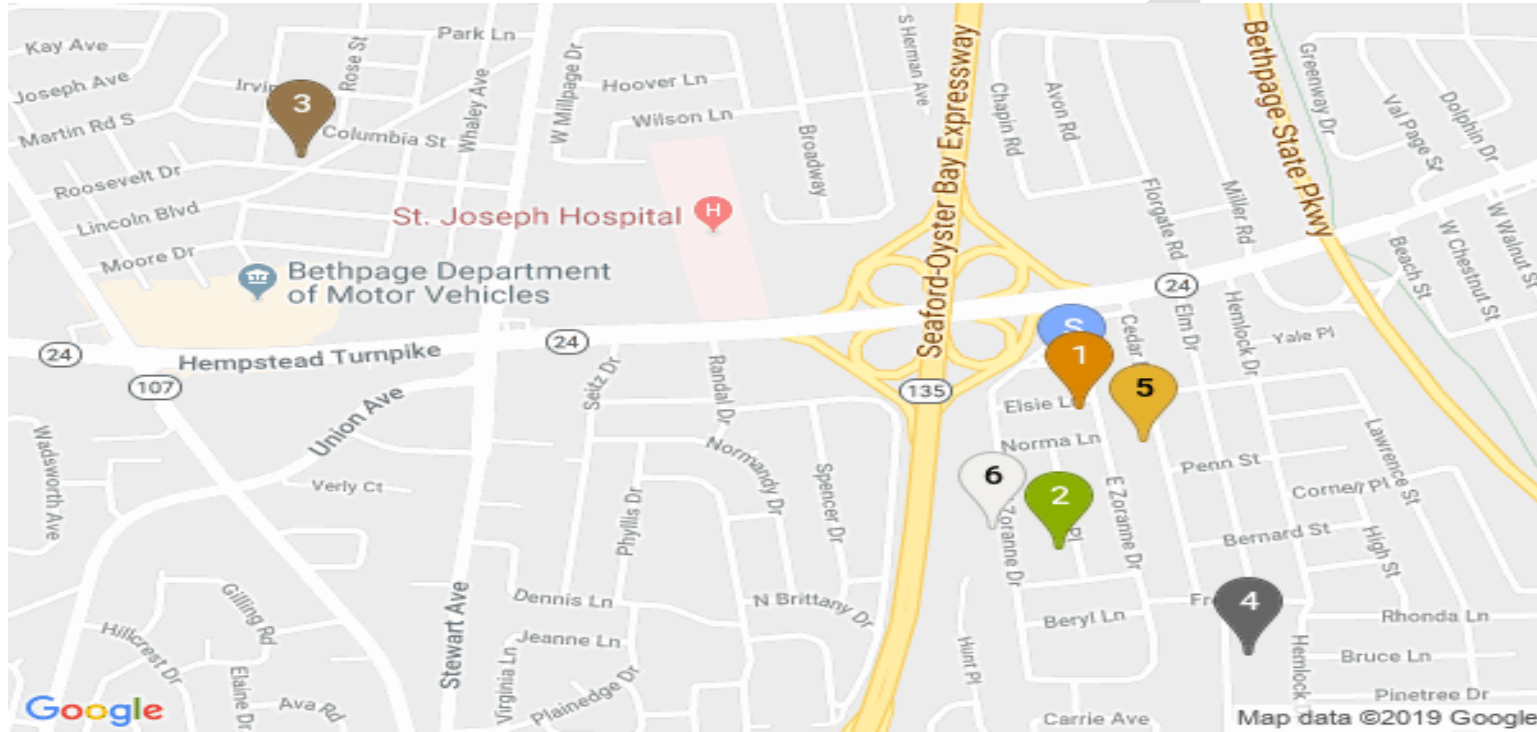 Kay Ave
Park Ln
Rose St
Joseph Ave
3
Martin Rd S
Columbia St
Whaley Ave
W Millpage Dr
Hoover Ln
Wilson Ln
Broadway
S Herman Ave
Chapin Rd
Avon Rd
Bethpage State Pkwy
Greenway Dr
Val Page St
Dolphin Dr
Roosevelt Dr
Lincoln Blvd
Moore Dr
St. Joseph Hospital
H
Seaford-Oyster Bay Expressway
Florgate Rd
Miller Rd
Beach St
W Chestnut St
W Walnut St
Bethpage Department
of Motor Vehicles
24
Hempstead Turnpike
24
24
107
135
S
1
Cedar
Elm Dr
Hemlock Dr
Yale Pl
5
Elsie Ln
Norma Ln
Penn St
Lawrence St
Cornell Pl
Union Ave
Seitz Dr
Randal Dr
Wadsworth Ave
Verly Ct
Normandy Dr
Spencer Dr
Phyllis Dr
6
2
Zoranne Dr
Pl
E Zoranne Dr
Bernard St
High St
Gilling Rd
Hillcrest Dr
Elaine Dr
Ava Rd
Stewart Ave
Dennis Ln
Jeanne Ln
Virginia Ln
Plainedge Dr
N Brittany Dr
Hunt Pl
Beryl Ln
4
Rhonda Ln
Bruce Ln
Hemlock
Pinetree Dr
Carrie Ave
Google
Map data ©2019 Google